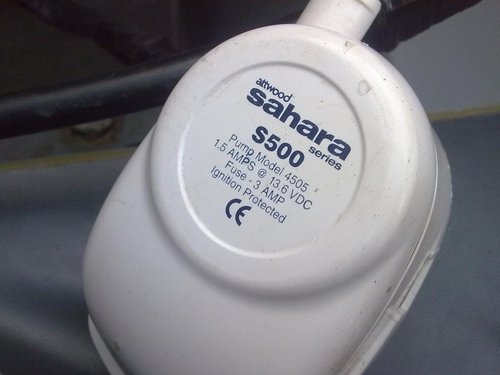 attwood
sahara
series
S500
Pump Model 4505
1.5 AMPS @ 13.6 VDC
Fuse - 3 AMP
Ignition Protected
CE